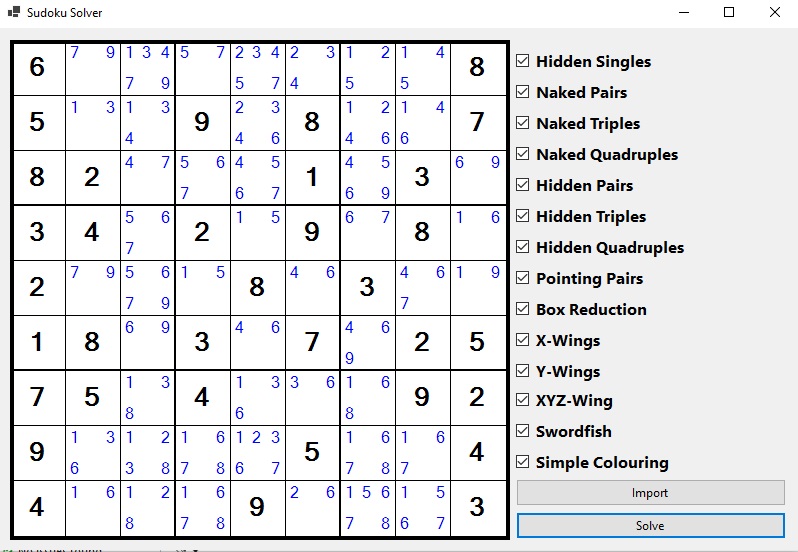 Sudoku Solver
6 7 9 1 3 4 7 9 5 7 2 3 4 5 7 2 3 4 1 2 5 1 4 5 8
5 1 3 1 3 4 9 2 3 4 6 8 1 2 4 6 1 4 6 7
8 2 4 7 5 6 7 4 5 6 7 1 4 5 6 9 3 6 9
3 4 5 6 7 2 1 5 9 6 7 8 1 6
2 7 9 5 6 7 9 1 5 8 4 6 3 4 6 7 1 9
1 8 6 9 3 4 6 7 4 6 9 2 5
7 5 1 3 8 4 1 3 6 3 6 1 6 8 9 2
9 1 3 6 1 2 3 8 1 6 7 8 1 2 3 6 7 5 1 6 7 8 1 6 7 4
4 1 6 1 2 8 1 6 7 8 9 2 6 1 5 6 7 8 1 5 6 7 3
Hidden Singles
Naked Pairs
Naked Triples
Naked Quadruples
Hidden Pairs
Hidden Triples
Hidden Quadruples
Pointing Pairs
Box Reduction
X-Wings
Y-Wings
XYZ-Wing
Swordfish
Simple Colouring
Import
Solve